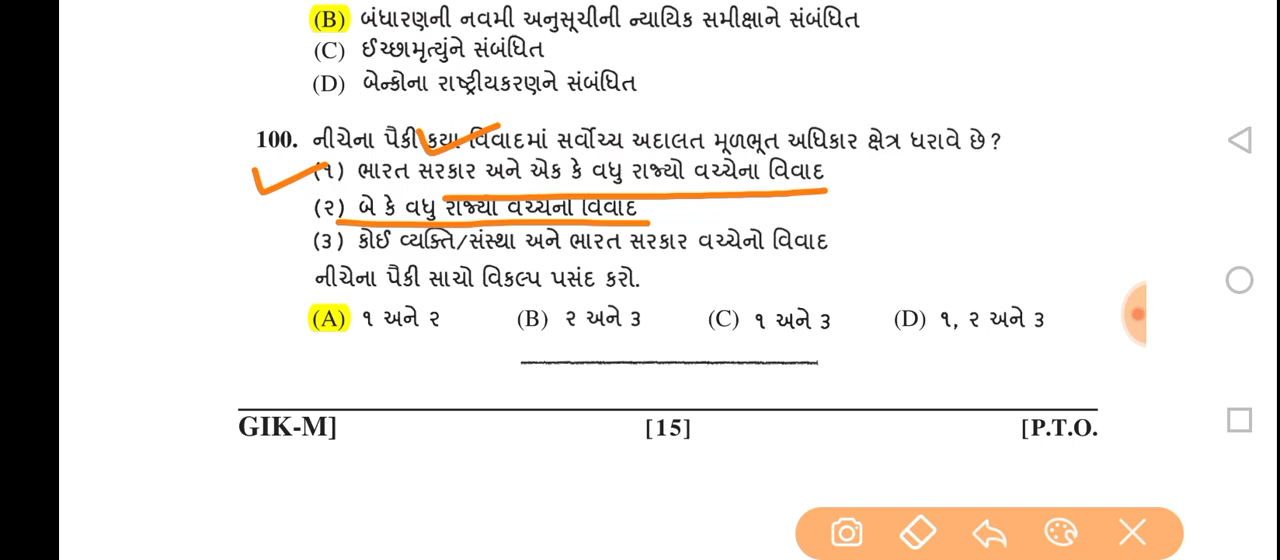 (B) બંધારણની નવમી અનુસૂચીની ન્યાયિક સમીક્ષાને સંબંધિત
(C) ઈચ્છામૃત્યુંને સંબંધિત
(D) બેન્કોના રાષ્ટ્રીયકરણને સંબંધિત
100. નીચેના પૈકી કયા વિવાદમાં સર્વોચ્ચ અદાલત મૂળભૂત અધિકાર ક્ષેત્ર ધરાવે છે?
(૧) ભારત સરકાર અને એક કે વધુ રાજ્યો વચ્ચેના વિવાદ
(૨) બે કે વધુ રાજ્યો વચ્ચેનો વિવાદ
(૩) કોઈ વ્યક્તિ/સંસ્થા અને ભારત સરકાર વચ્ચેનો વિવાદ
નીચેના પૈકી સાચો વિકલ્પ પસંદ કરો.
(A) ૧ અને ૨ (B) ૨ અને ૩ (C) ૧ અને ૩ (D) ૧, ૨ અને ૩
GIK-M] [15] [P.T.O.